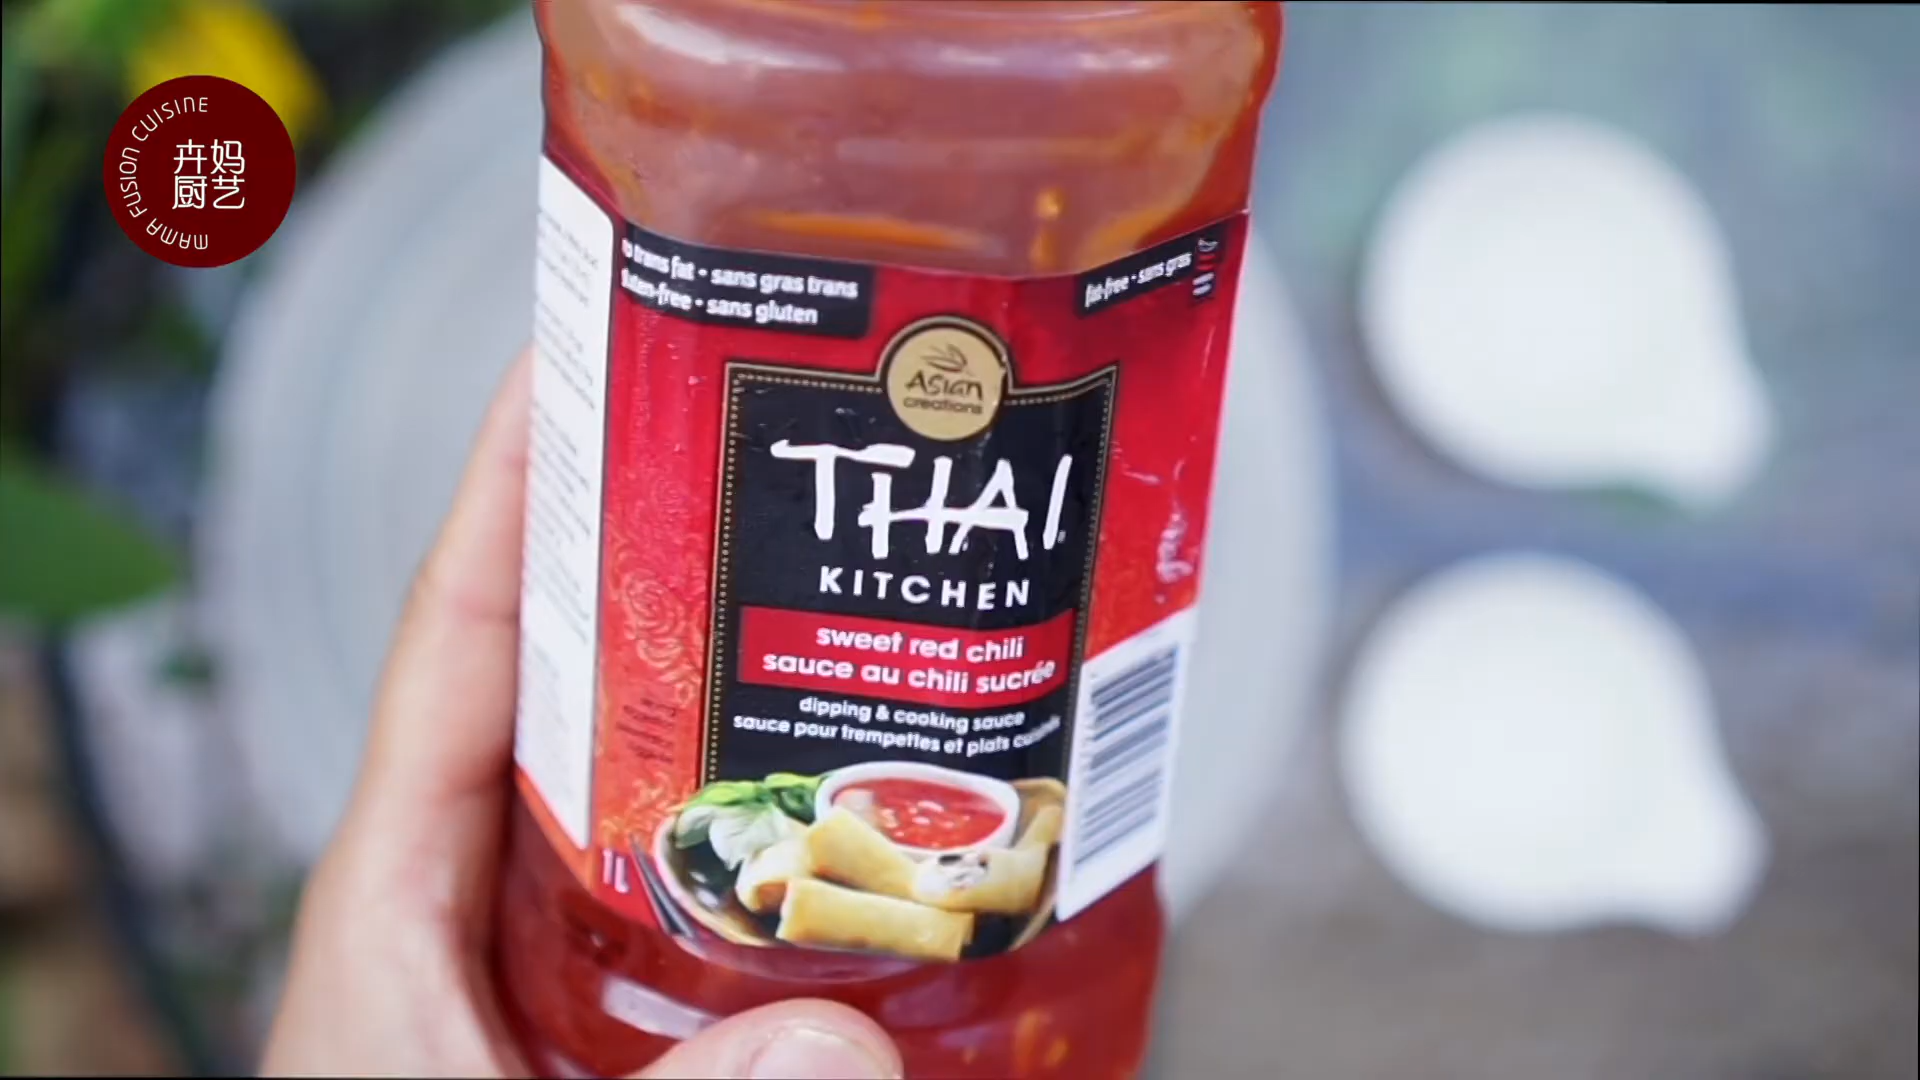 MAMA FUSION CUISINE
卉妈
厨艺
trans fat • sans gras trans
gluten-free • sans gluten
fat-free • sans gras
Asian
creations
THAI
KITCHEN
sweet red chili
sauce au chili sucrée
dipping & cooking sauce
sauce pour trempettes et plats
1L